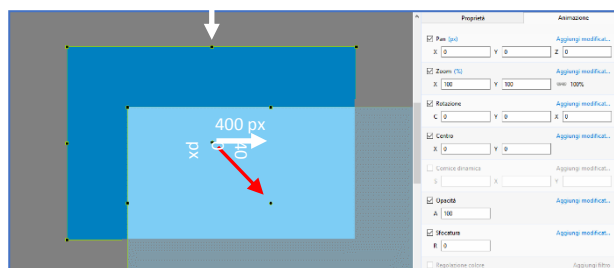 Proprietà Animazione
Pan (px) Aggiungi modificat...
X 0 Y 0 Z 0
Zoom (%) Aggiungi modificat...
X 100 Y 100 100%
Rotazione Aggiungi modificat...
C 0 Y 0 X 0
Centro Aggiungi modificat...
X 0 Y 0
Cornice dinamica Aggiungi modificat...
X Y
Opacità Aggiungi modificat...
A 100
Sfocatura Aggiungi modificat...
R 0
Regolazione colore Aggiungi filtro
400 px
40
0
px